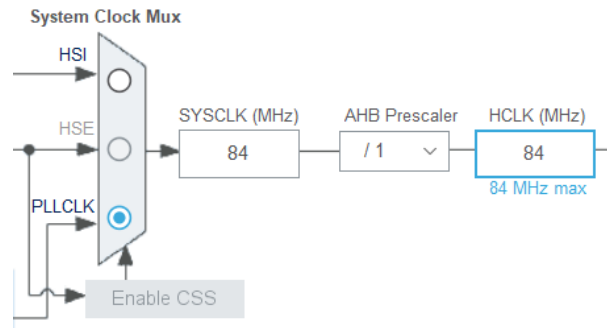 System Clock Mux
HSI
SYSCLK (MHz)
AHB Prescaler
HCLK (MHz)
HSE
84
/ 1
84
84 MHz max
PLLCLK
Enable CSS